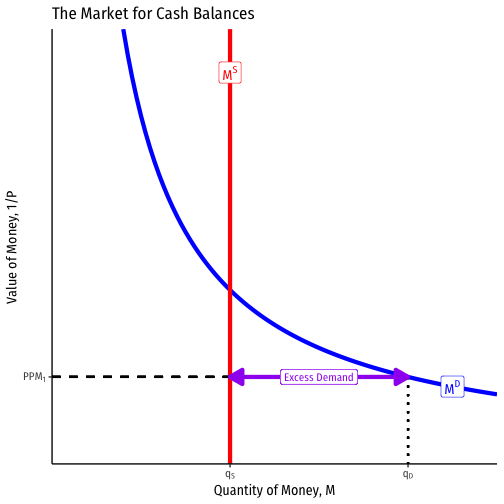 The Market for Cash Balances
M^S
Value of Money, 1/P
PPM₁
Excess Demand
M^D
q_S
q_D
Quantity of Money, M